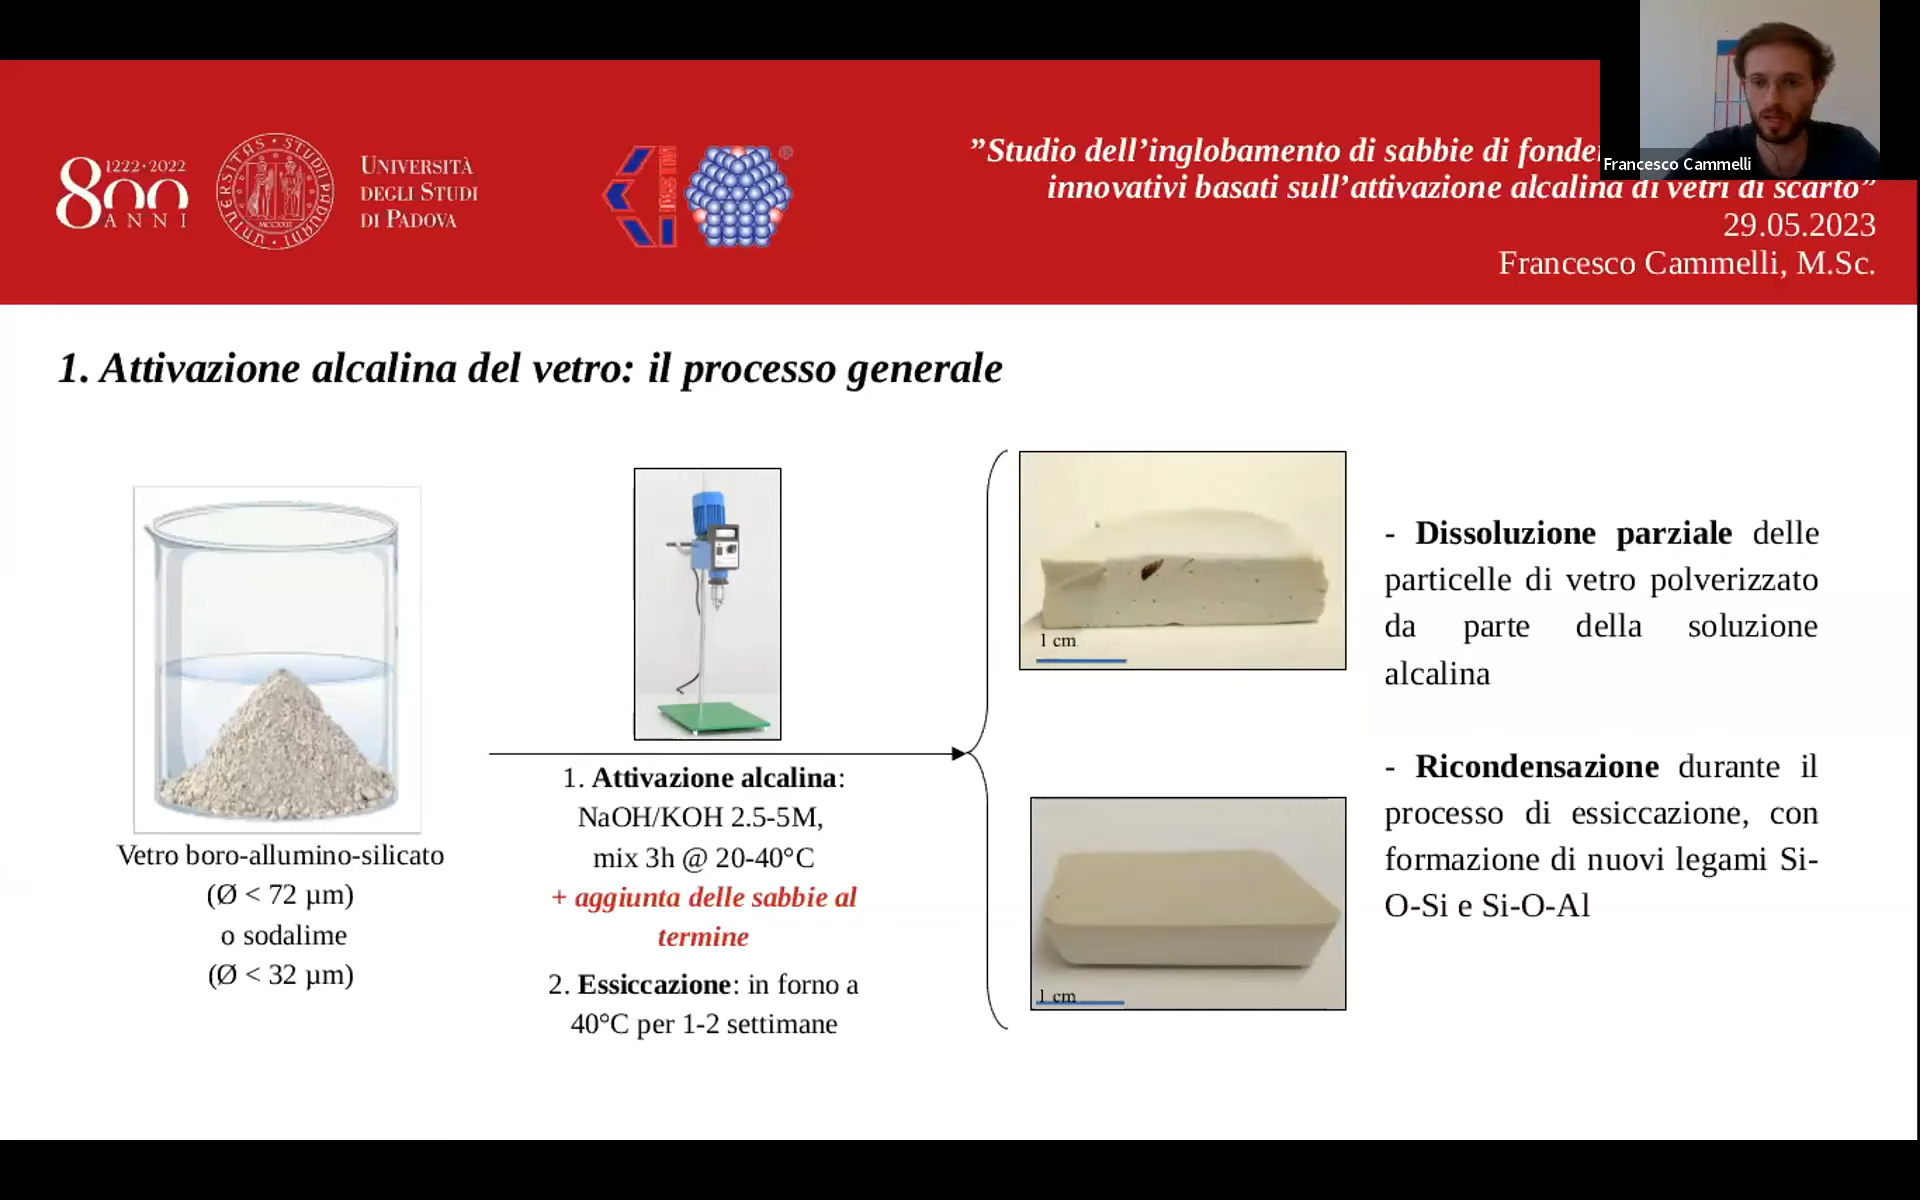 1222·2022
800
ANNI
UNIVERSITÀ
DEGLI STUDI
DI PADOVA
”Studio dell’inglobamento di sabbie di
innovativi basati sull’attivazione alcalina di vetri di scarto”
29.05.2023
Francesco Cammelli, M.Sc.
Francesco Cammelli
1. Attivazione alcalina del vetro: il processo generale
Vetro boro-allumino-silicato
(Ø < 72 µm)
o sodalime
(Ø < 32 µm)
1. Attivazione alcalina:
NaOH/KOH 2.5-5M,
mix 3h @ 20-40°C
+ aggiunta delle sabbie al
termine
2. Essiccazione: in forno a
40°C per 1-2 settimane
1 cm
1 cm
- Dissoluzione parziale delle
particelle di vetro polverizzato
da parte della soluzione
alcalina
- Ricondensazione durante il
processo di essiccazione, con
formazione di nuovi legami Si-
O-Si e Si-O-Al